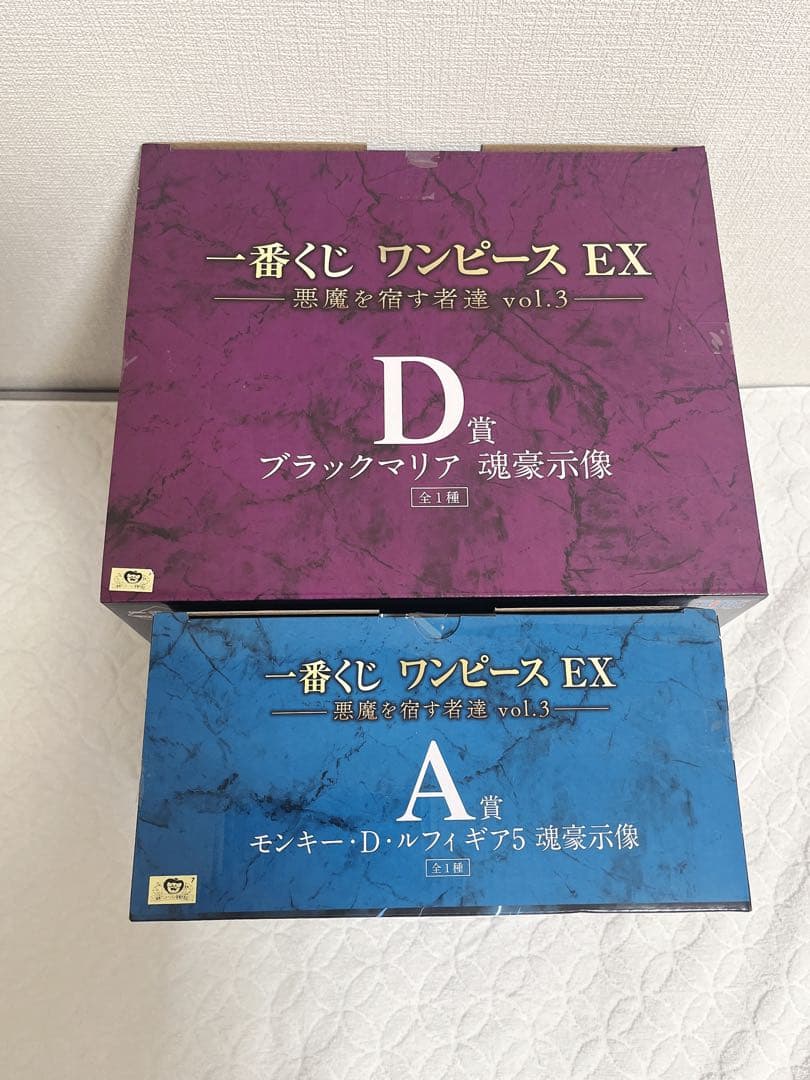 一番くじ ワンピース EX
悪魔を宿す者達 vol.3
D賞
ブラックマリア 魂豪示像
全1種
一番くじ ワンピース EX
悪魔を宿す者達 vol.3
A賞
モンキー・D・ルフィギア5 魂豪示像
全1種